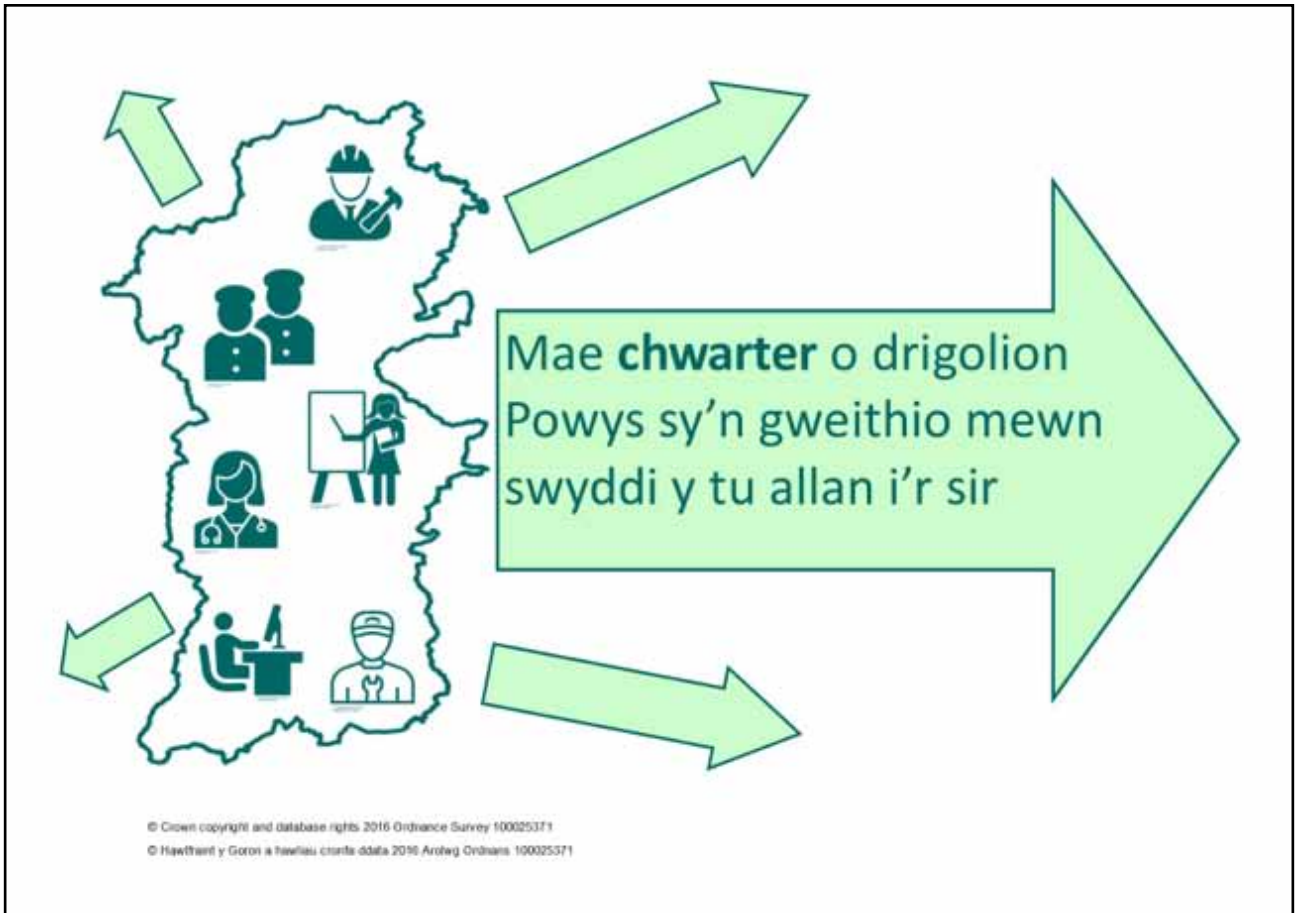 Mae chwarter o drigolion
Powys sy'n gweithio mewn
swyddi y tu allan i'r sir
© Crown copyright and database rights 2016 Ordnance Survey 100025371
© Hawlfraint y Goron a hawliau cronfa ddata 2016 Arolwg Ordnans 100025371